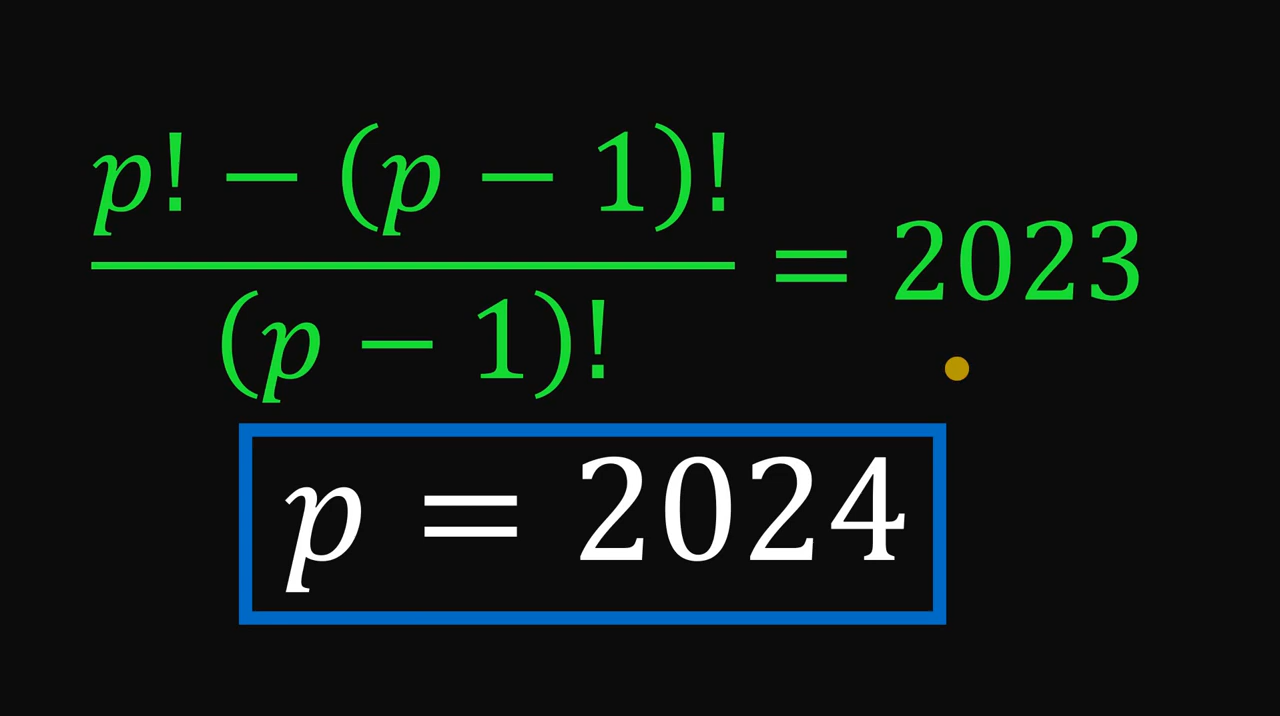 p! − (p − 1)!
(p − 1)!
= 2023
p = 2024